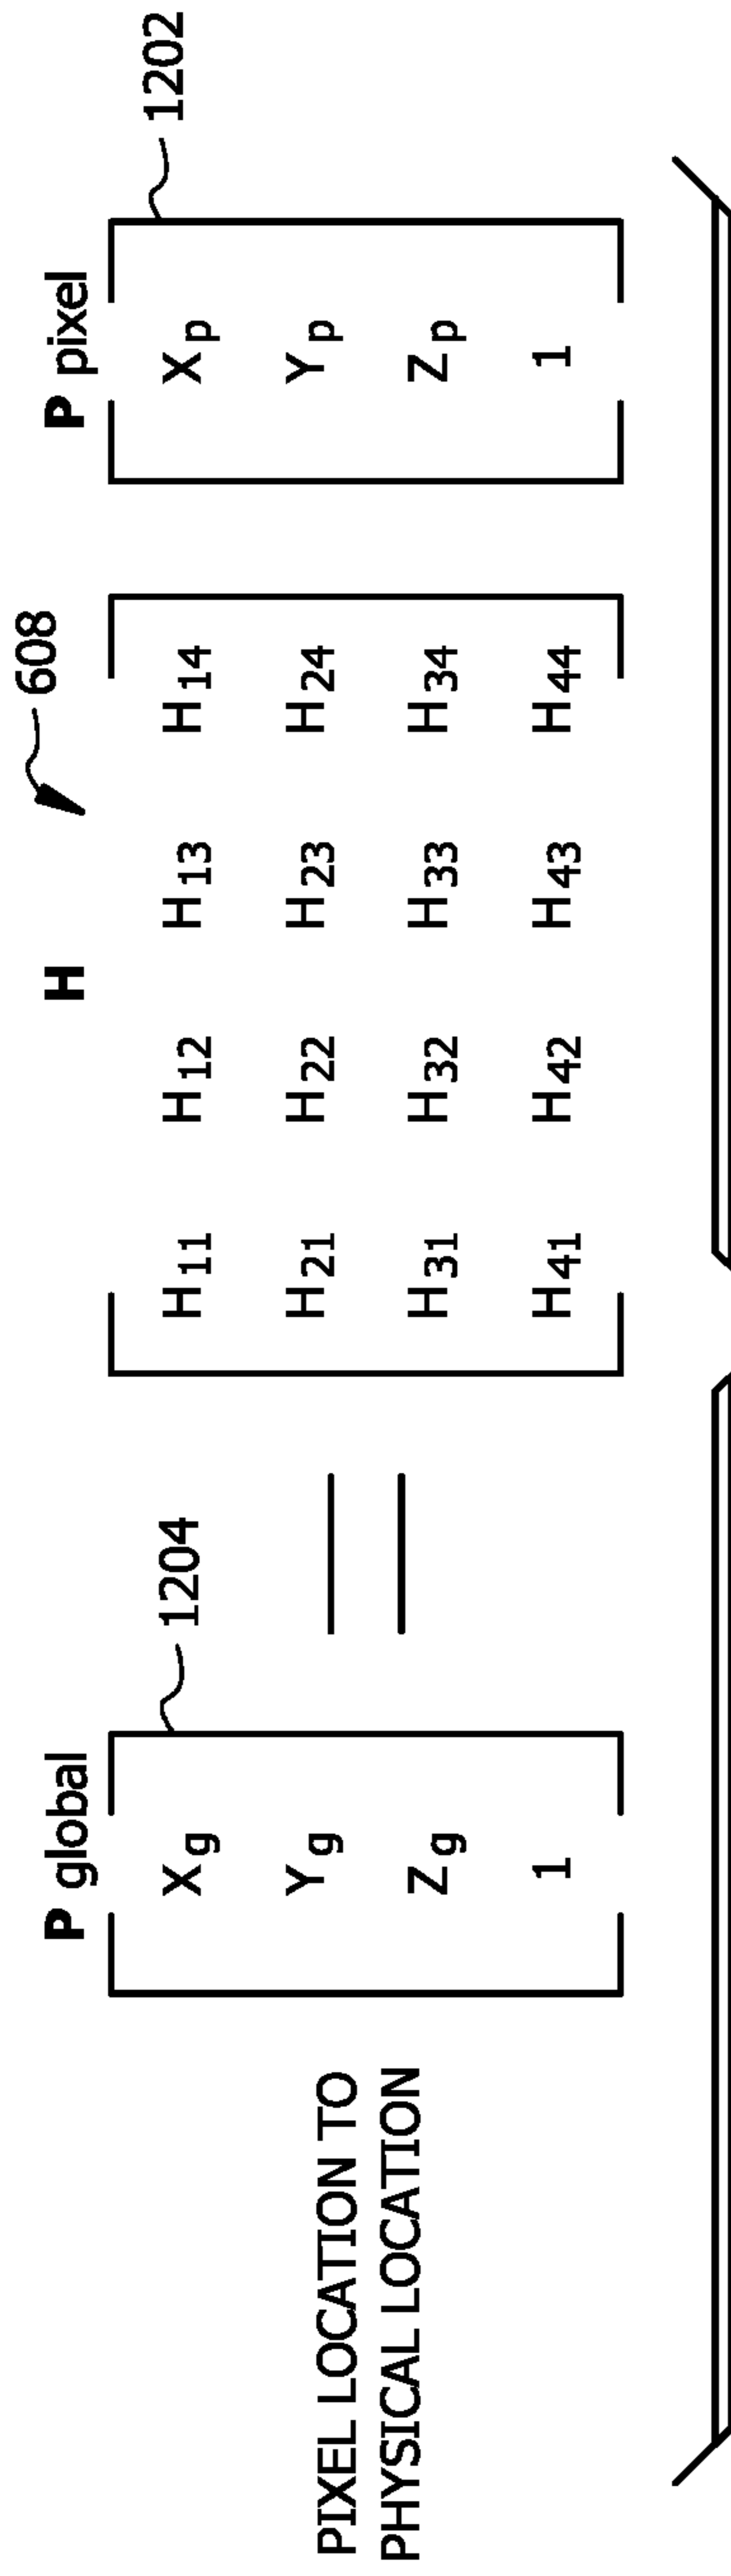 608
1202
P global
H
P pixel
1204
PIXEL LOCATION TO
PHYSICAL LOCATION
Xg = H11 H12 H13 H14 Xp
Yg H21 H22 H23 H24 Yp
Zg H31 H32 H33 H34 Zp
1 H41 H42 H43 H44 1